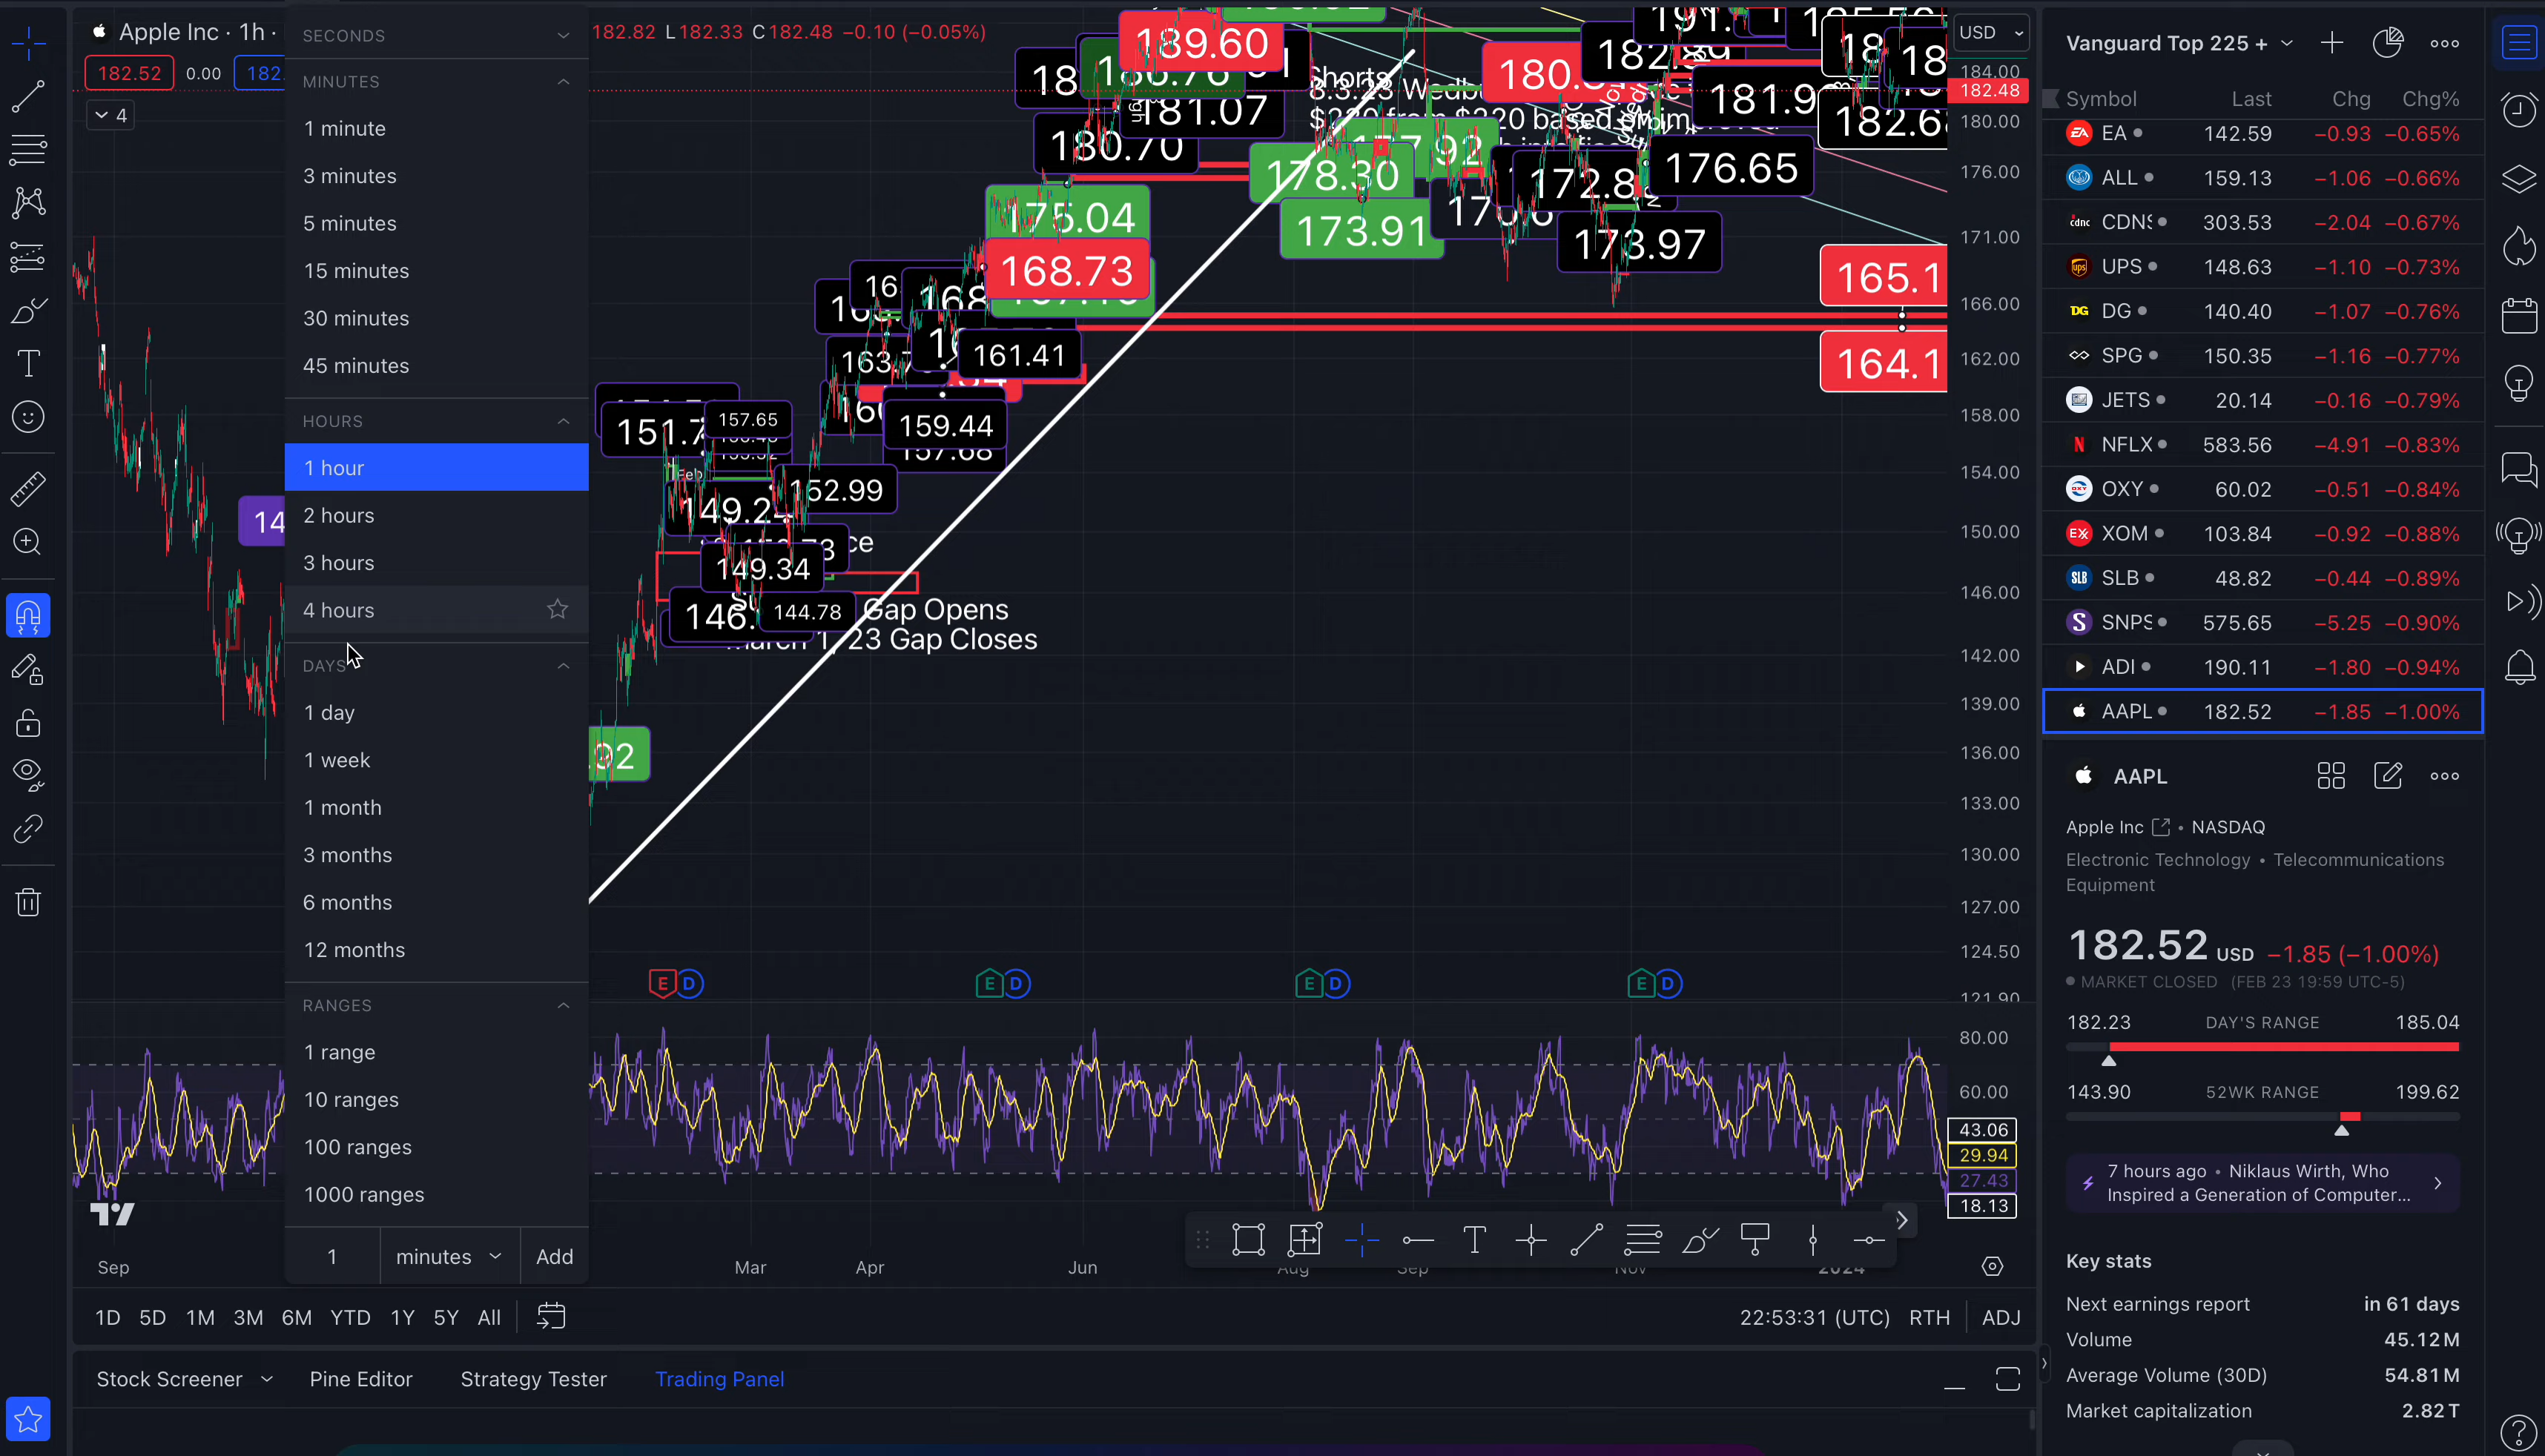 Apple Inc · 1h ·
182.82 L182.33 C182.48 −0.10 (−0.05%)
182.52
0.00
182.
4
SECONDS
MINUTES
1 minute
3 minutes
5 minutes
15 minutes
30 minutes
45 minutes
HOURS
1 hour
2 hours
3 hours
4 hours
DAYS
1 day
1 week
1 month
3 months
6 months
12 months
RANGES
1 range
10 ranges
100 ranges
1000 ranges
1 minutes Add
189.60
181.07
180.70
175.04
168.73
161.41
159.44
157.68
157.65
152.99
149.34
144.78
Gap Opens
23 Gap Closes
Shorts
178.30
173.91
176.65
173.97
165.1
164.1
USD
184.00
182.48
180.00
176.00
171.00
166.00
162.00
158.00
154.00
150.00
146.00
142.00
139.00
136.00
133.00
130.00
127.00
124.50
121.90
E D
E D
E D
E D
80.00
60.00
43.06
29.94
27.43
18.13
Sep
Mar
Apr
Jun
Aug
Sep
Nov
2024
1D 5D 1M 3M 6M YTD 1Y 5Y All
22:53:31 (UTC) RTH ADJ
Stock Screener Pine Editor Strategy Tester Trading Panel
Vanguard Top 225 +
Symbol Last Chg Chg%
EA 142.59 −0.93 −0.65%
ALL 159.13 −1.06 −0.66%
CDNS 303.53 −2.04 −0.67%
UPS 148.63 −1.10 −0.73%
DG 140.40 −1.07 −0.76%
SPG 150.35 −1.16 −0.77%
JETS 20.14 −0.16 −0.79%
NFLX 583.56 −4.91 −0.83%
OXY 60.02 −0.51 −0.84%
XOM 103.84 −0.92 −0.88%
SLB 48.82 −0.44 −0.89%
SNPS 575.65 −5.25 −0.90%
ADI 190.11 −1.80 −0.94%
AAPL 182.52 −1.85 −1.00%
AAPL
Apple Inc • NASDAQ
Electronic Technology • Telecommunications
Equipment
182.52 USD −1.85 (−1.00%)
MARKET CLOSED (FEB 23 19:59 UTC-5)
182.23 DAY'S RANGE 185.04
143.90 52WK RANGE 199.62
7 hours ago • Niklaus Wirth, Who
Inspired a Generation of Computer...
Key stats
Next earnings report in 61 days
Volume 45.12M
Average Volume (30D) 54.81M
Market capitalization 2.82T